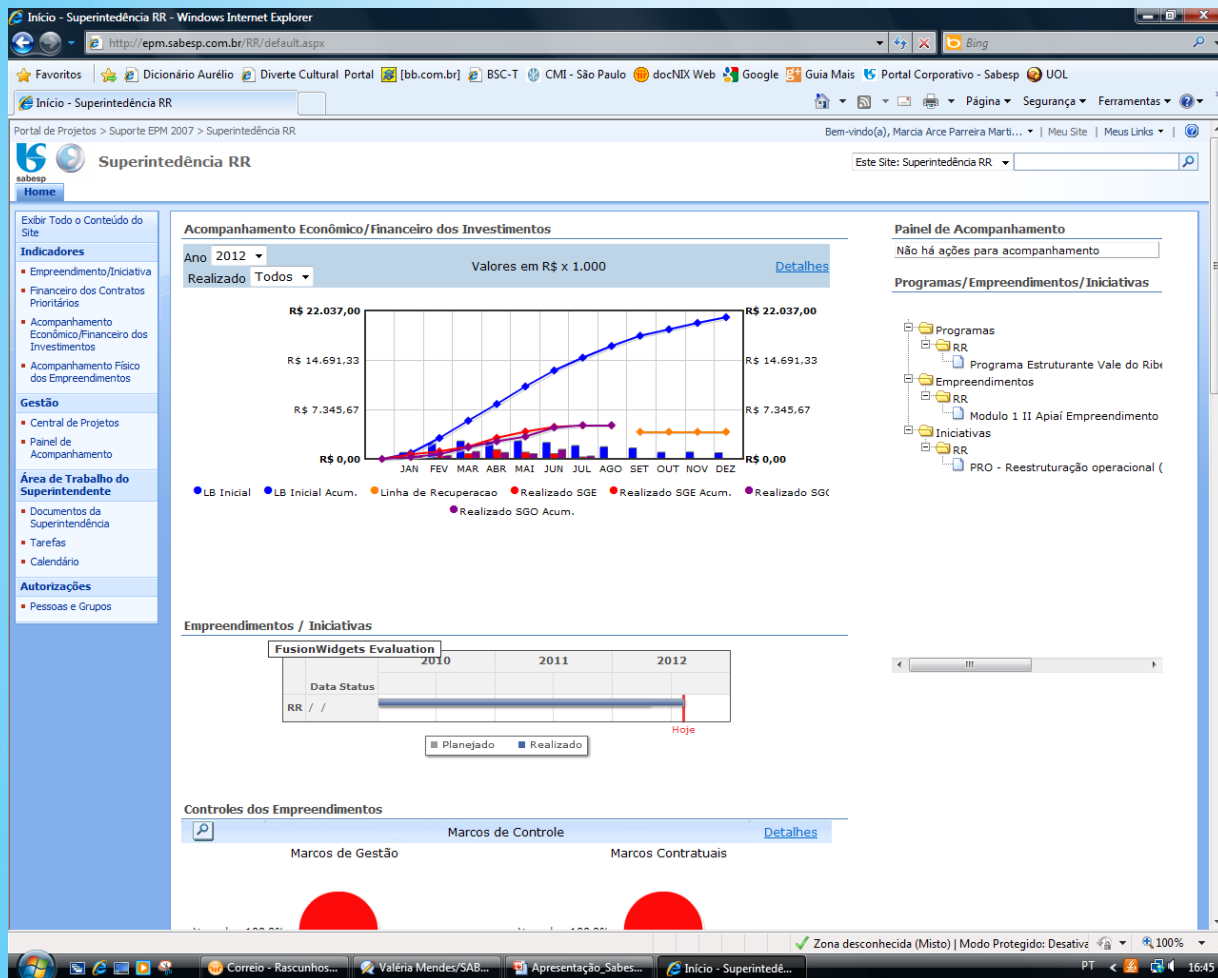 Início - Superintedência RR - Windows Internet Explorer
http://epm.sabesp.com.br/RR/default.aspx
Bing
Favoritos Dicionário Aurélio Diverte Cultural Portal [bb.com.br] BSC-T CMI - São Paulo docNIX Web Google Guia Mais Portal Corporativo - Sabesp UOL
Início - Superintedência RR
Página Segurança Ferramentas
Portal de Projetos > Suporte EPM 2007 > Superintedência RR
Bem-vindo(a), Marcia Arce Parreira Marti... | Meu Site | Meus Links |
sabesp
Superintedência RR
Este Site: Superintedência RR
Home
Exibir Todo o Conteúdo do
Site
Indicadores
Empreendimento/Iniciativa
Financeiro dos Contratos
Prioritários
Acompanhamento
Econômico/Financeiro dos
Investimentos
Acompanhamento Físico
dos Empreendimentos
Gestão
Central de Projetos
Painel de
Acompanhamento
Área de Trabalho do
Superintendente
Documentos da
Superintendência
Tarefas
Calendário
Autorizações
Pessoas e Grupos
Acompanhamento Econômico/Financeiro dos Investimentos
Ano 2012
Realizado Todos
Valores em R$ x 1.000
Detalhes
R$ 22.037,00 R$ 22.037,00
R$ 14.691,33 R$ 14.691,33
R$ 7.345,67 R$ 7.345,67
R$ 0,00 R$ 0,00
JAN FEV MAR ABR MAI JUN JUL AGO SET OUT NOV DEZ
LB Inicial LB Inicial Acum. Linha de Recuperacao Realizado SGE Realizado SGE Acum. Realizado SGO
Realizado SGO Acum.
Empreendimentos / Iniciativas
FusionWidgets Evaluation
2010 2011 2012
Data Status
RR / /
Hoje
Planejado Realizado
Controles dos Empreendimentos
Marcos de Controle
Detalhes
Marcos de Gestão Marcos Contratuais
Painel de Acompanhamento
Não há ações para acompanhamento
Programas/Empreendimentos/Iniciativas
Programas
RR
Programa Estruturante Vale do Ribe
Empreendimentos
RR
Modulo 1 II Apiaí Empreendimento
Iniciativas
RR
PRO - Reestruturação operacional (
Zona desconhecida (Misto) | Modo Protegido: Desativa
100%
Correio - Rascunhos... Valéria Mendes/SAB... Apresentação_Sabes... Início - Superintedê...
PT
16:45